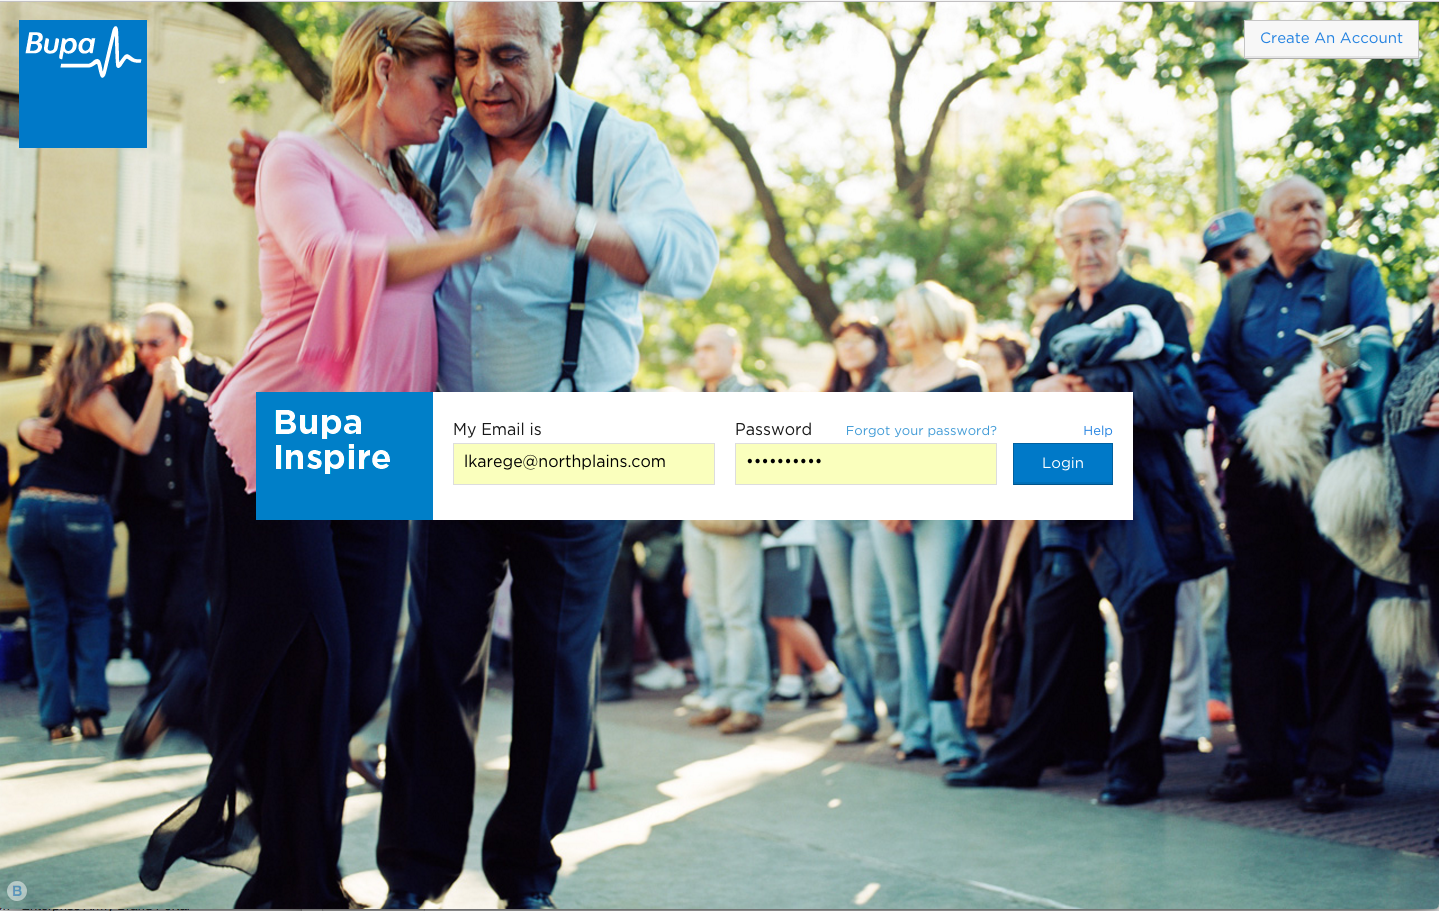 Bupa
Create An Account
Bupa
Inspire
My Email is
Password
Forgot your password?
Help
lkarege@northplains.com
••••••••••
Login
B